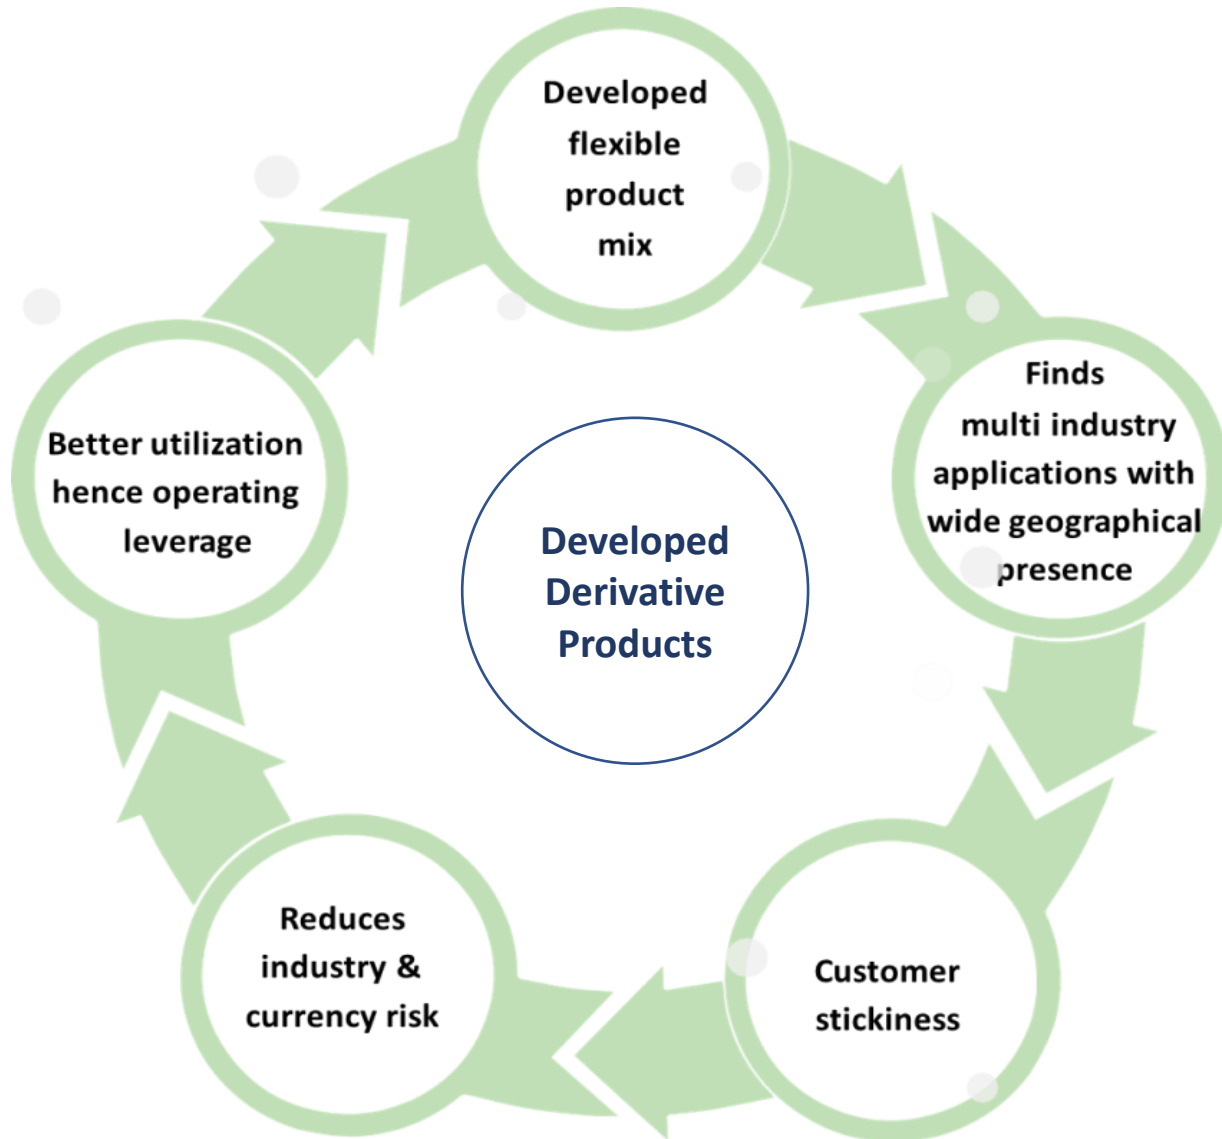 Developed
flexible
product
mix
Finds
multi industry
applications with
wide geographical
presence
Customer
stickiness
Reduces
industry &
currency risk
Better utilization
hence operating
leverage
Developed
Derivative
Products